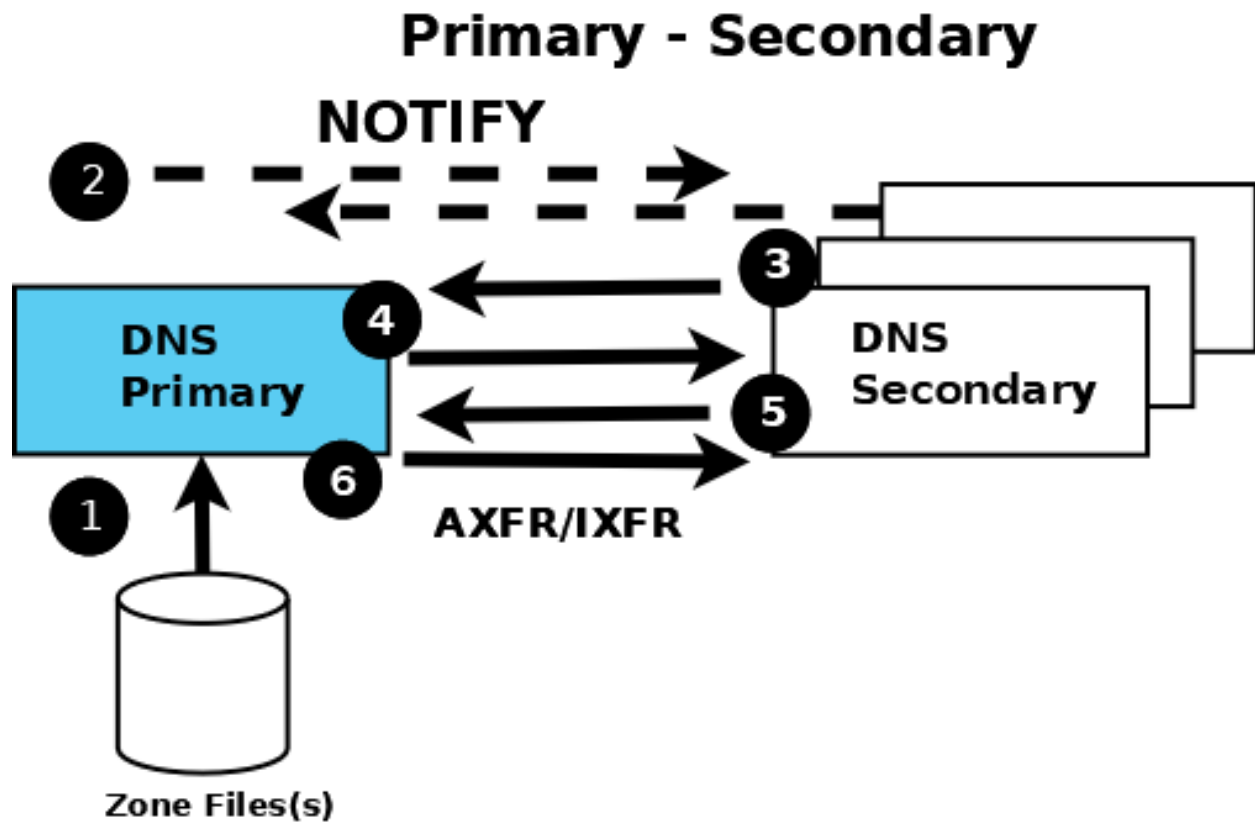 Primary - Secondary
NOTIFY
2
3
4
DNS
Primary
DNS
Secondary
5
6
1
AXFR/IXFR
Zone Files(s)